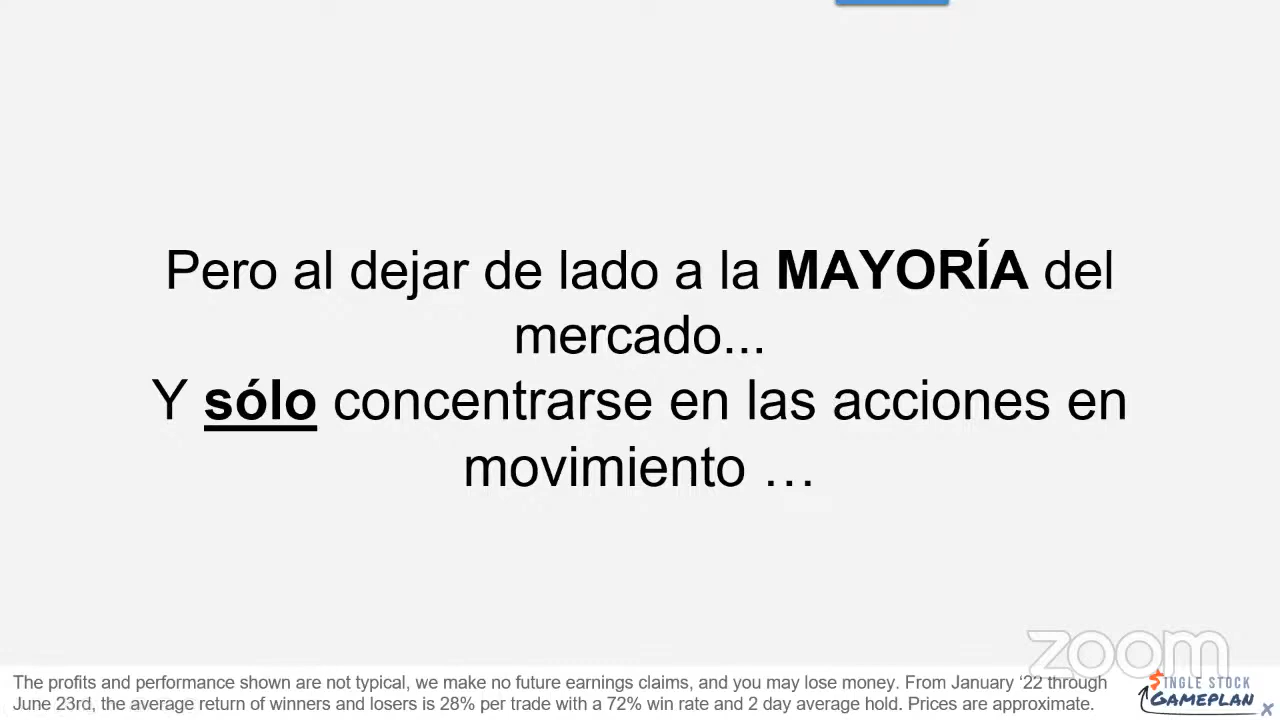 Pero al dejar de lado a la MAYORÍA del
mercado...
Y sólo concentrarse en las acciones en
movimiento …
zoom
The profits and performance shown are not typical, we make no future earnings claims, and you may lose money. From January ‘22 through
June 23rd, the average return of winners and losers is 28% per trade with a 72% win rate and 2 day average hold. Prices are approximate.
SINGLE STOCK
GAMEPLAN x